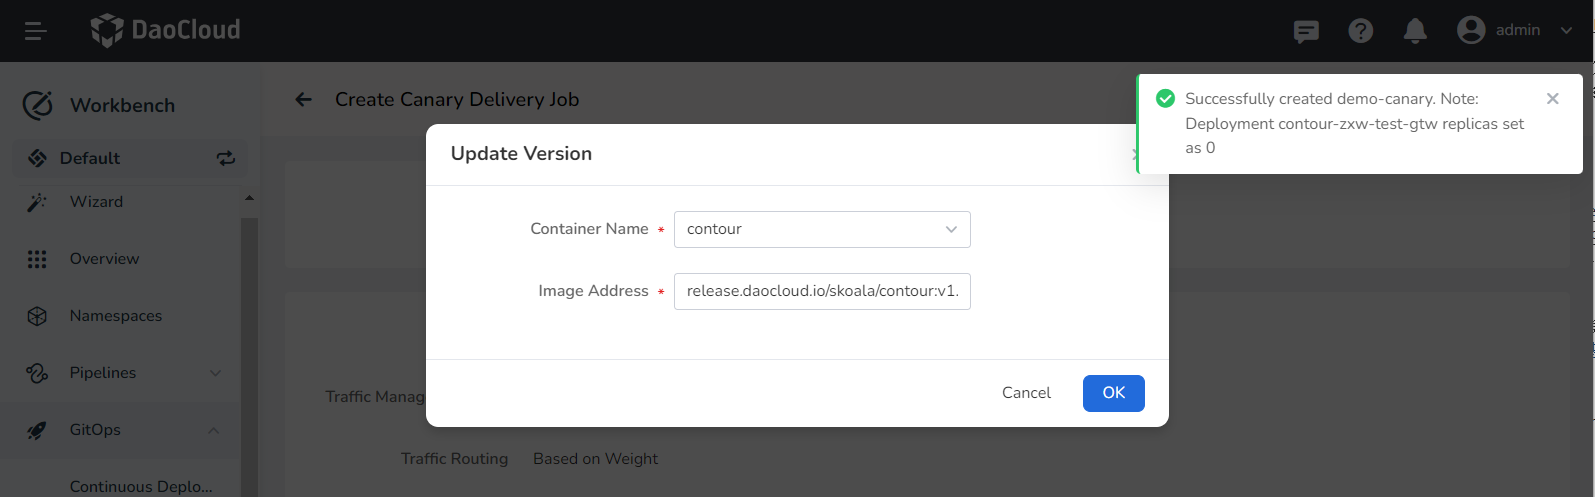 DaoCloud
admin
Workbench
Create Canary Delivery Job
Successfully created demo-canary. Note:
Deployment contour-zxw-test-gtw replicas set
as 0
Default
Update Version
Wizard
Container Name * contour
Overview
Image Address * release.daocloud.io/skoala/contour:v1.
Namespaces
Pipelines
Traffic Manag
Cancel
OK
GitOps
Traffic Routing Based on Weight
Continuous Deplo...